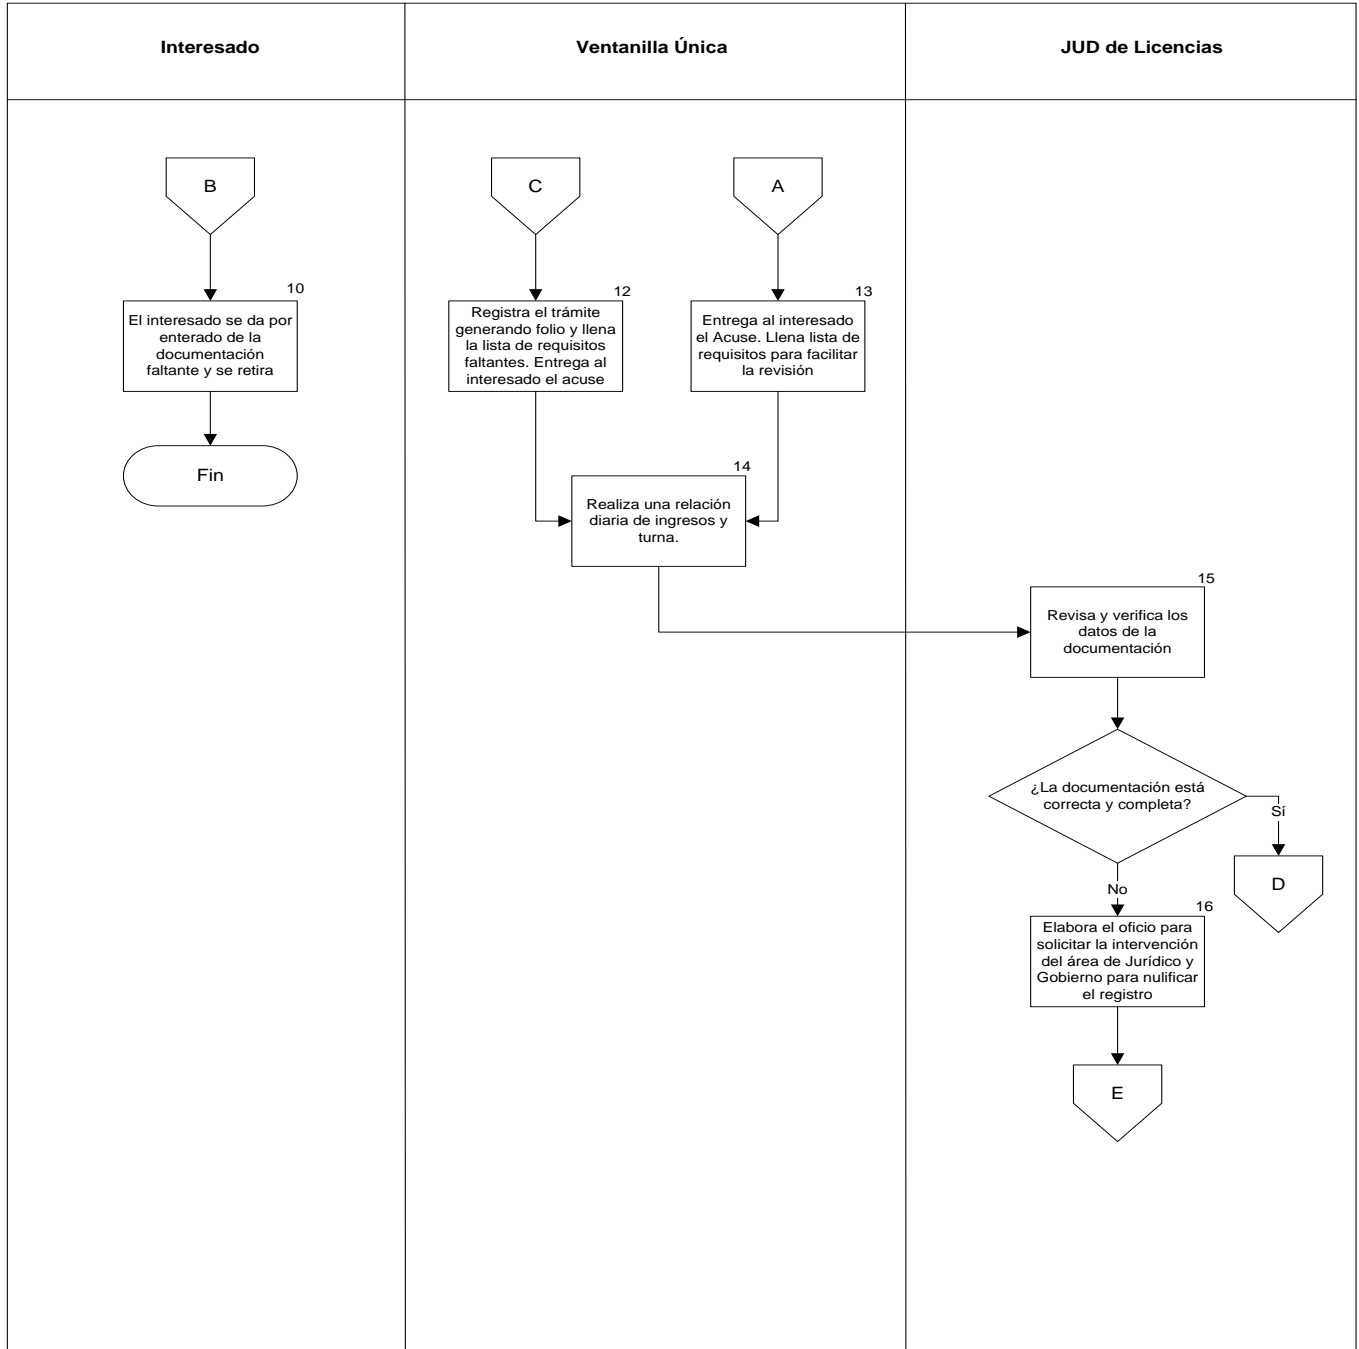 Interesado
Ventanilla Única
JUD de Licencias
B
C
A
10
El interesado se da por
enterado de la
documentación
faltante y se retira
12
Registra el trámite
generando folio y llena
la lista de requisitos
faltantes. Entrega al
interesado el acuse
13
Entrega al interesado
el Acuse. Llena lista de
requisitos para facilitar
la revisión
Fin
14
Realiza una relación
diaria de ingresos y
turna.
15
Revisa y verifica los
datos de la
documentación
¿La documentación está
correcta y completa?
Sí
D
No
16
Elabora el oficio para
solicitar la intervención
del área de Jurídico y
Gobierno para nulificar
el registro
E